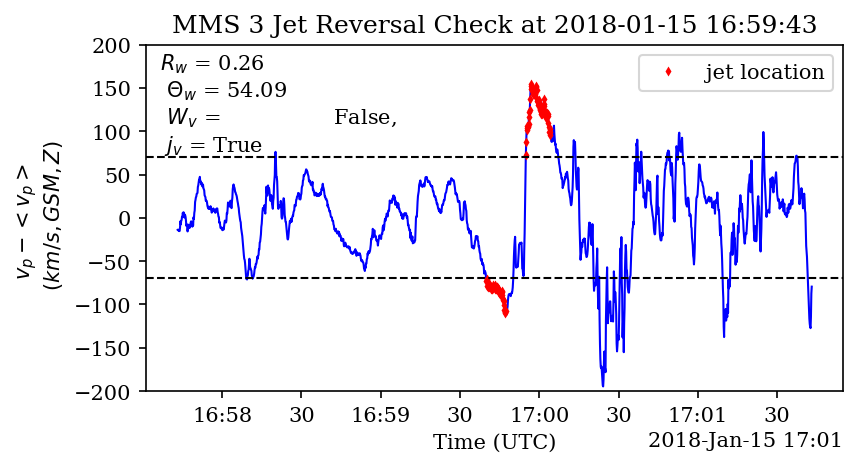 MMS 3 Jet Reversal Check at 2018-01-15 16:59:43
R_w = 0.26
Θ_w = 54.09
W_v = False,
j_v = True
jet location
v_p − < v_p >
(km/s, GSM, Z)
200
150
100
50
0
−50
−100
−150
−200
16:58 30 16:59 30 17:00 30 17:01 30
Time (UTC) 2018-Jan-15 17:01